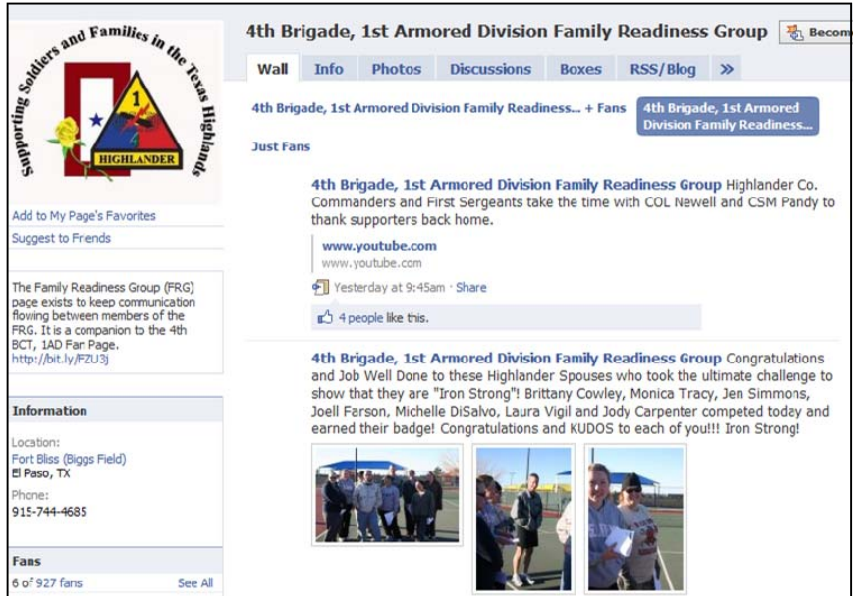 Supporting Soldiers and Families in the Texas Highlands
1
HIGHLANDER
Add to My Page's Favorites
Suggest to Friends
The Family Readiness Group (FRG)
page exists to keep communication
flowing between members of the
FRG. It is a companion to the 4th
BCT, 1AD Fan Page.
http://bit.ly/FZU3j
Information
Location:
Fort Bliss (Biggs Field)
El Paso, TX
Phone:
915-744-4685
Fans
6 of 927 fans See All
4th Brigade, 1st Armored Division Family Readiness Group Becom
Wall Info Photos Discussions Boxes RSS/Blog »
4th Brigade, 1st Armored Division Family Readiness... + Fans
4th Brigade, 1st Armored
Division Family Readiness...
Just Fans
4th Brigade, 1st Armored Division Family Readiness Group Highlander Co.
Commanders and First Sergeants take the time with COL Newell and CSM Pandy to
thank supporters back home.
www.youtube.com
www.youtube.com
Yesterday at 9:45am · Share
4 people like this.
4th Brigade, 1st Armored Division Family Readiness Group Congratulations
and Job Well Done to these Highlander Spouses who took the ultimate challenge to
show that they are "Iron Strong"! Brittany Cowley, Monica Tracy, Jen Simmons,
Joell Farson, Michelle DiSalvo, Laura Vigil and Jody Carpenter competed today and
earned their badge! Congratulations and KUDOS to each of you!!! Iron Strong!